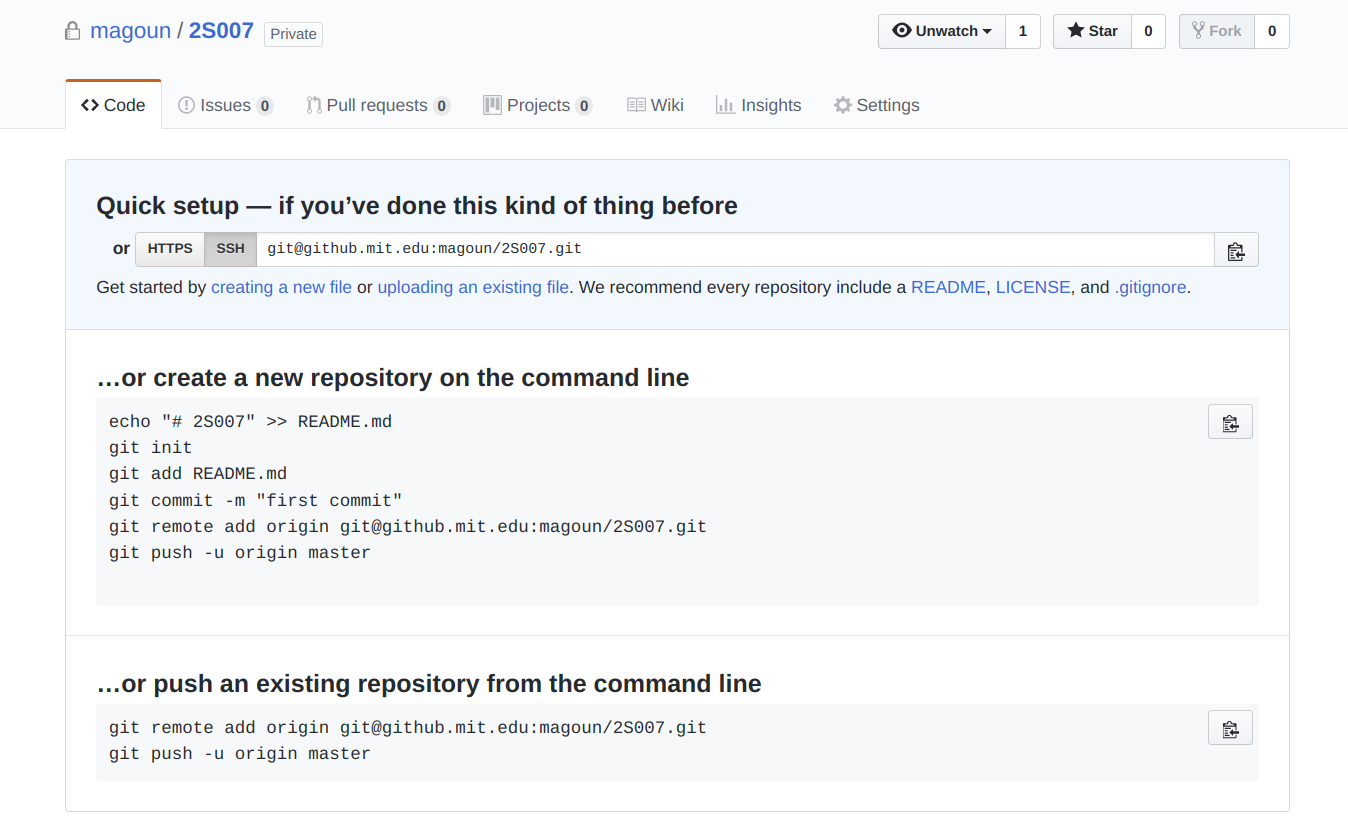 magoun / 2S007 Private Unwatch 1 Star 0 Fork 0
Code Issues 0 Pull requests 0 Projects 0 Wiki Insights Settings
Quick setup — if you’ve done this kind of thing before
or HTTPS SSH git@github.mit.edu:magoun/2S007.git
Get started by creating a new file or uploading an existing file. We recommend every repository include a README, LICENSE, and .gitignore.
…or create a new repository on the command line
echo "# 2S007" >> README.md
git init
git add README.md
git commit -m "first commit"
git remote add origin git@github.mit.edu:magoun/2S007.git
git push -u origin master
…or push an existing repository from the command line
git remote add origin git@github.mit.edu:magoun/2S007.git
git push -u origin master